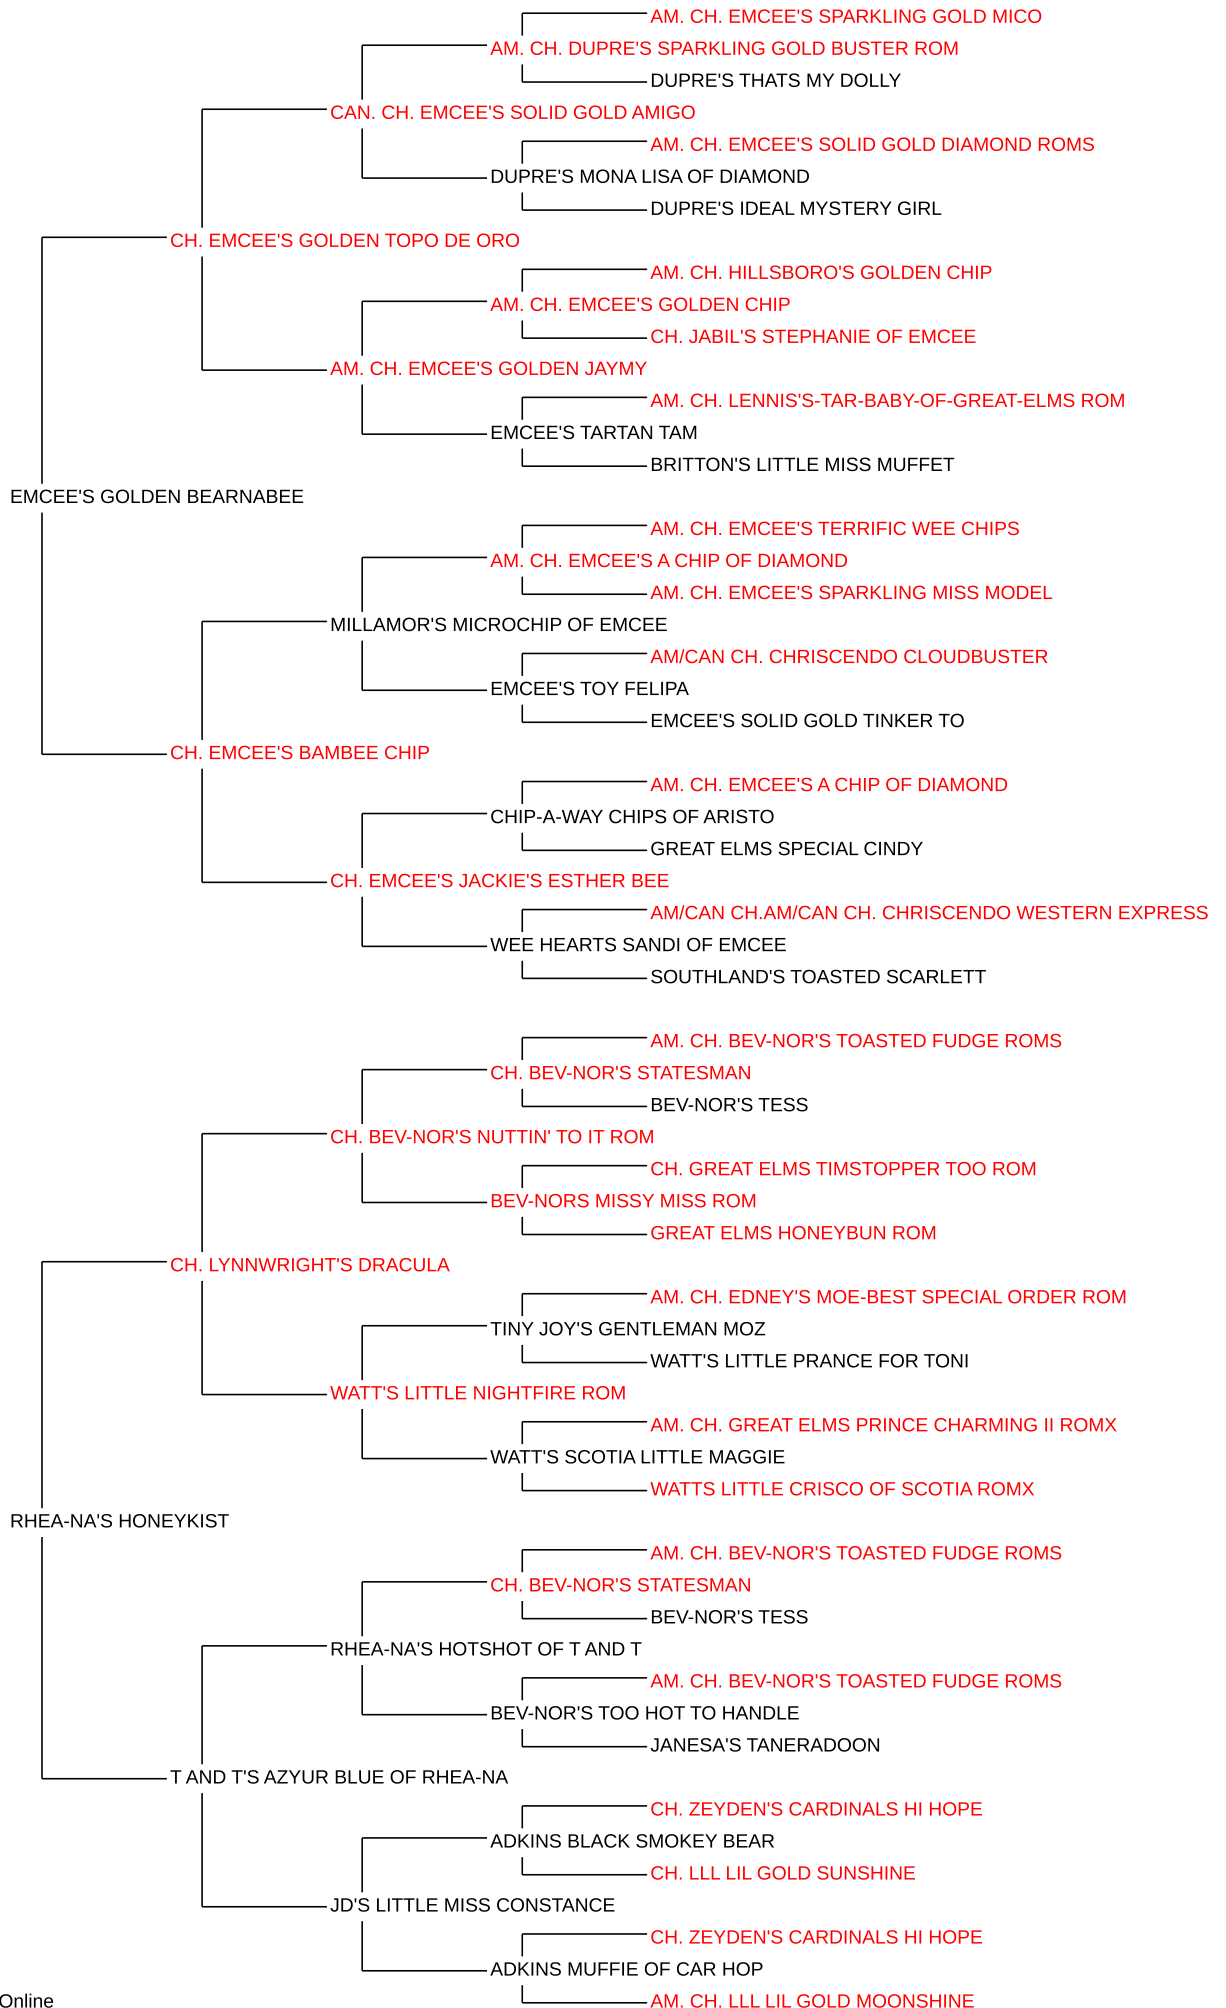 AM. CH. EMCEE'S SPARKLING GOLD MICO
AM. CH. DUPRE'S SPARKLING GOLD BUSTER ROM
DUPRE'S THATS MY DOLLY
CAN. CH. EMCEE'S SOLID GOLD AMIGO
AM. CH. EMCEE'S SOLID GOLD DIAMOND ROMS
DUPRE'S MONA LISA OF DIAMOND
DUPRE'S IDEAL MYSTERY GIRL
CH. EMCEE'S GOLDEN TOPO DE ORO
AM. CH. HILLSBORO'S GOLDEN CHIP
AM. CH. EMCEE'S GOLDEN CHIP
CH. JABIL'S STEPHANIE OF EMCEE
AM. CH. EMCEE'S GOLDEN JAYMY
AM. CH. LENNIS'S-TAR-BABY-OF-GREAT-ELMS ROM
EMCEE'S TARTAN TAM
BRITTON'S LITTLE MISS MUFFET
EMCEE'S GOLDEN BEARNABEE
AM. CH. EMCEE'S TERRIFIC WEE CHIPS
AM. CH. EMCEE'S A CHIP OF DIAMOND
AM. CH. EMCEE'S SPARKLING MISS MODEL
MILLAMOR'S MICROCHIP OF EMCEE
AM/CAN CH. CHRISCENDO CLOUDBUSTER
EMCEE'S TOY FELIPA
EMCEE'S SOLID GOLD TINKER TO
CH. EMCEE'S BAMBEE CHIP
AM. CH. EMCEE'S A CHIP OF DIAMOND
CHIP-A-WAY CHIPS OF ARISTO
GREAT ELMS SPECIAL CINDY
CH. EMCEE'S JACKIE'S ESTHER BEE
AM/CAN CH.AM/CAN CH. CHRISCENDO WESTERN EXPRESS
WEE HEARTS SANDI OF EMCEE
SOUTHLAND'S TOASTED SCARLETT
AM. CH. BEV-NOR'S TOASTED FUDGE ROMS
CH. BEV-NOR'S STATESMAN
BEV-NOR'S TESS
CH. BEV-NOR'S NUTTIN' TO IT ROM
CH. GREAT ELMS TIMSTOPPER TOO ROM
BEV-NORS MISSY MISS ROM
GREAT ELMS HONEYBUN ROM
CH. LYNNWRIGHT'S DRACULA
AM. CH. EDNEY'S MOE-BEST SPECIAL ORDER ROM
TINY JOY'S GENTLEMAN MOZ
WATT'S LITTLE PRANCE FOR TONI
WATT'S LITTLE NIGHTFIRE ROM
AM. CH. GREAT ELMS PRINCE CHARMING II ROMX
WATT'S SCOTIA LITTLE MAGGIE
WATTS LITTLE CRISCO OF SCOTIA ROMX
RHEA-NA'S HONEYKIST
AM. CH. BEV-NOR'S TOASTED FUDGE ROMS
CH. BEV-NOR'S STATESMAN
BEV-NOR'S TESS
RHEA-NA'S HOTSHOT OF T AND T
AM. CH. BEV-NOR'S TOASTED FUDGE ROMS
BEV-NOR'S TOO HOT TO HANDLE
JANESA'S TANERADOON
T AND T'S AZYUR BLUE OF RHEA-NA
CH. ZEYDEN'S CARDINALS HI HOPE
ADKINS BLACK SMOKEY BEAR
CH. LLL LIL GOLD SUNSHINE
JD'S LITTLE MISS CONSTANCE
CH. ZEYDEN'S CARDINALS HI HOPE
ADKINS MUFFIE OF CAR HOP
AM. CH. LLL LIL GOLD MOONSHINE
Online